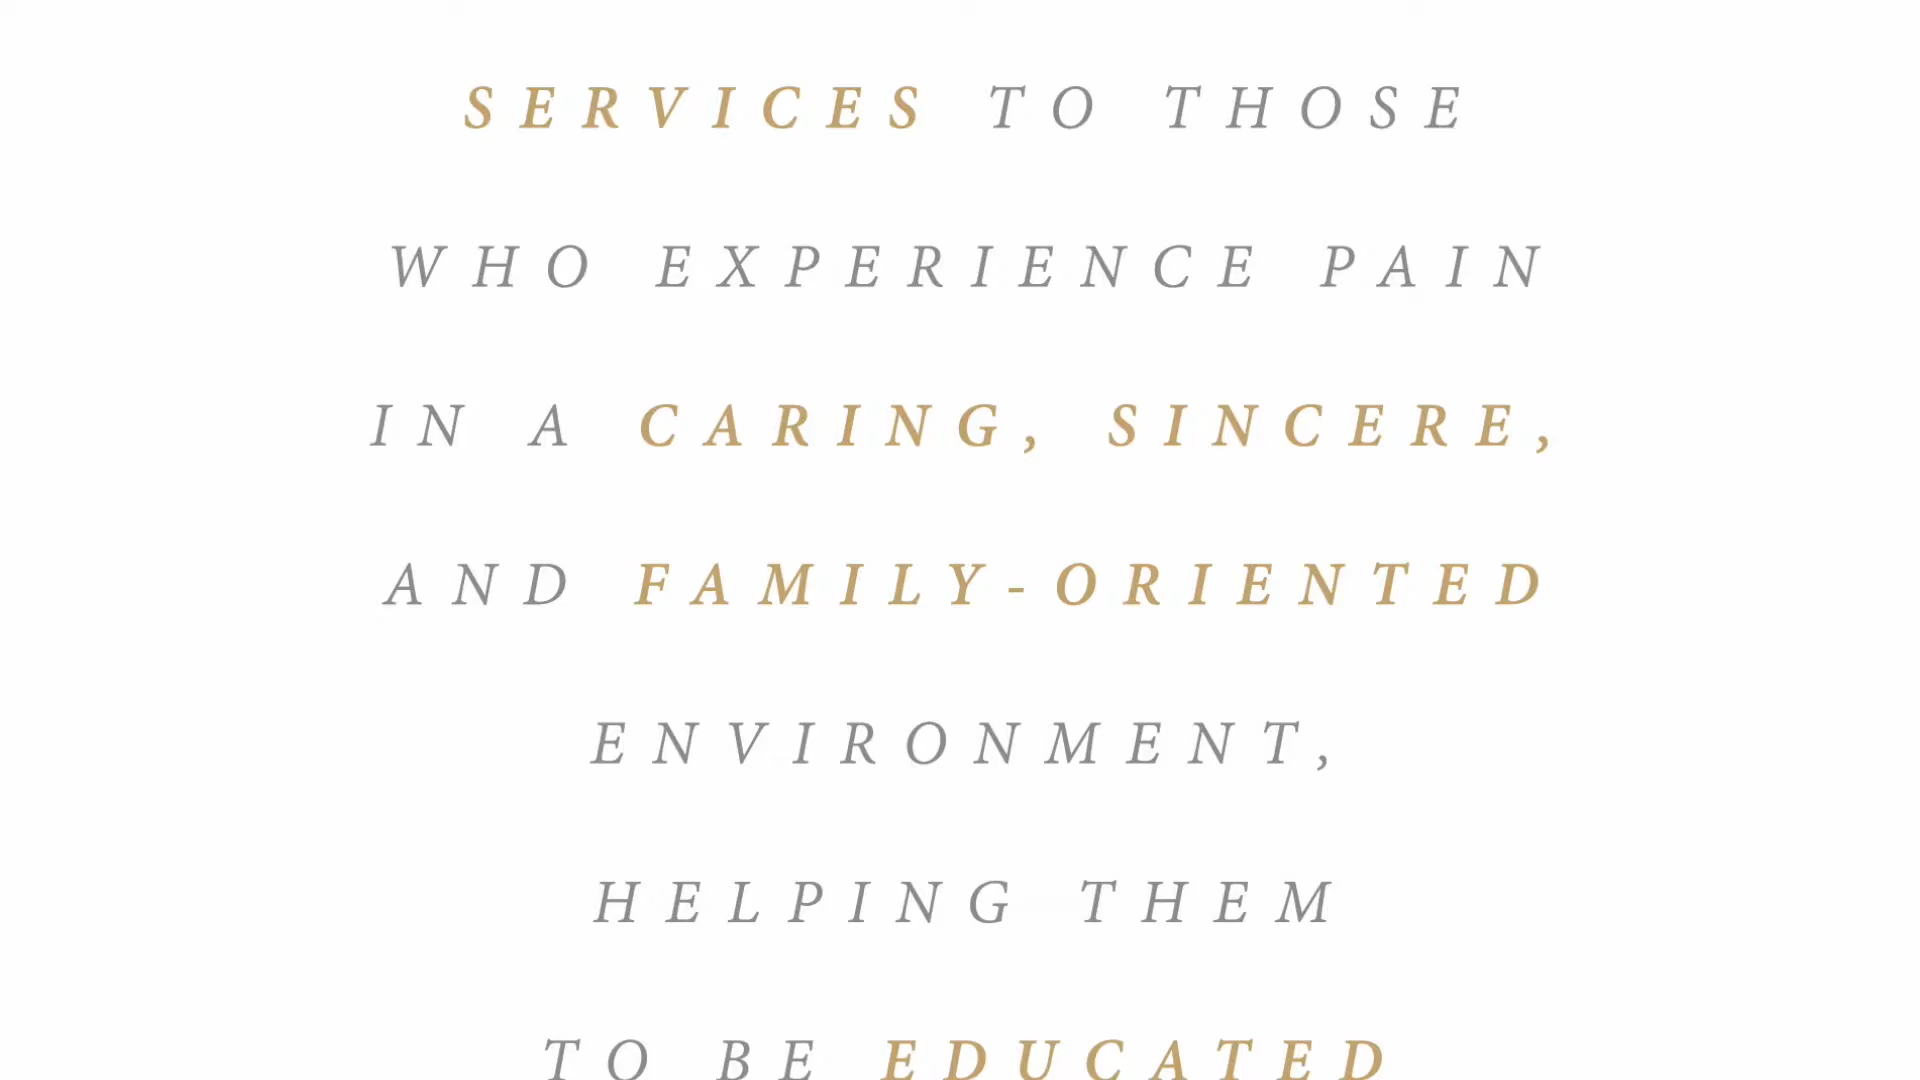 SERVICES TO THOSE
WHO EXPERIENCE PAIN
IN A CARING, SINCERE,
AND FAMILY-ORIENTED
ENVIRONMENT,
HELPING THEM
TO BE EDUCATED